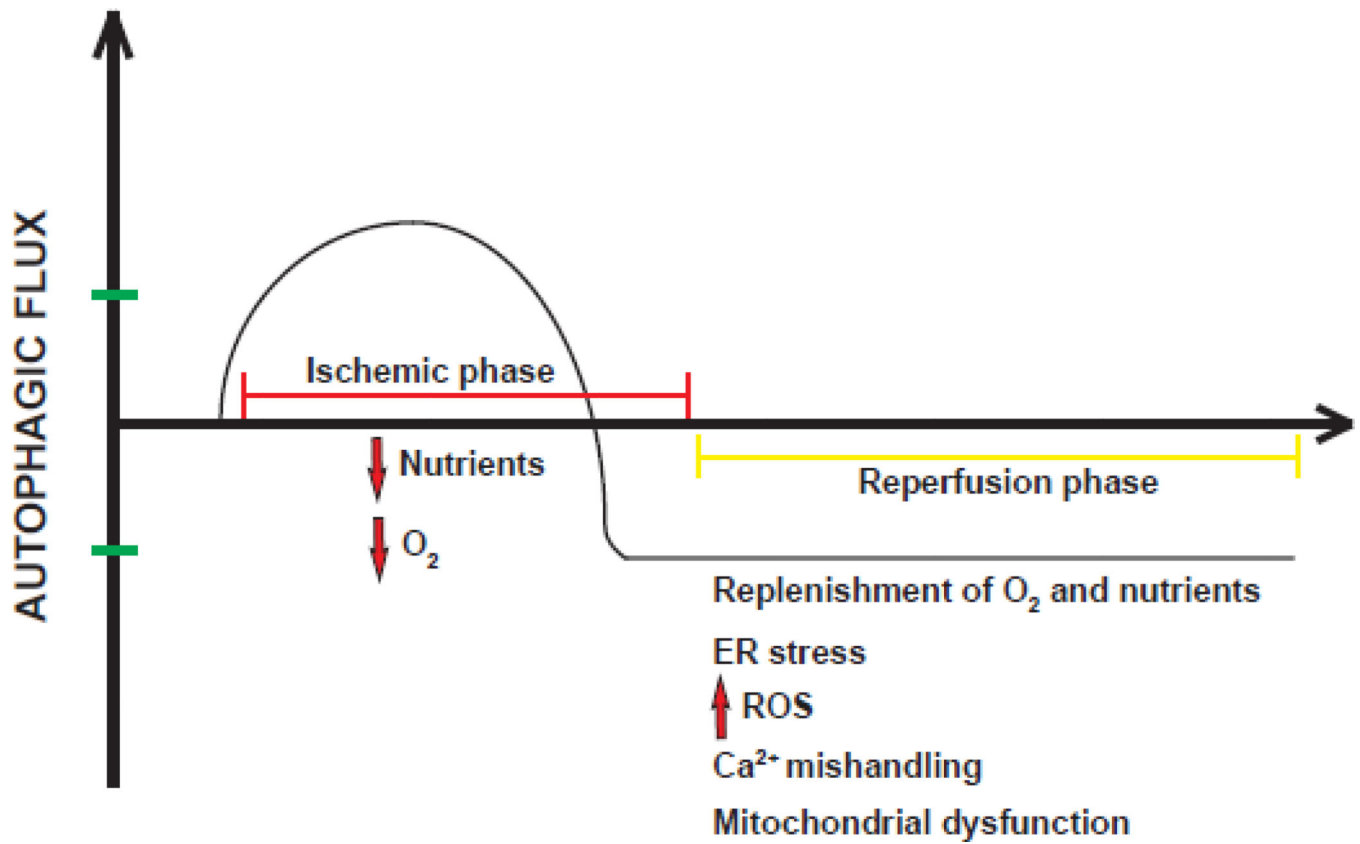 AUTOPHAGIC FLUX
Ischemic phase
Nutrients
O₂
Reperfusion phase
Replenishment of O₂ and nutrients
ER stress
ROS
Ca²⁺ mishandling
Mitochondrial dysfunction